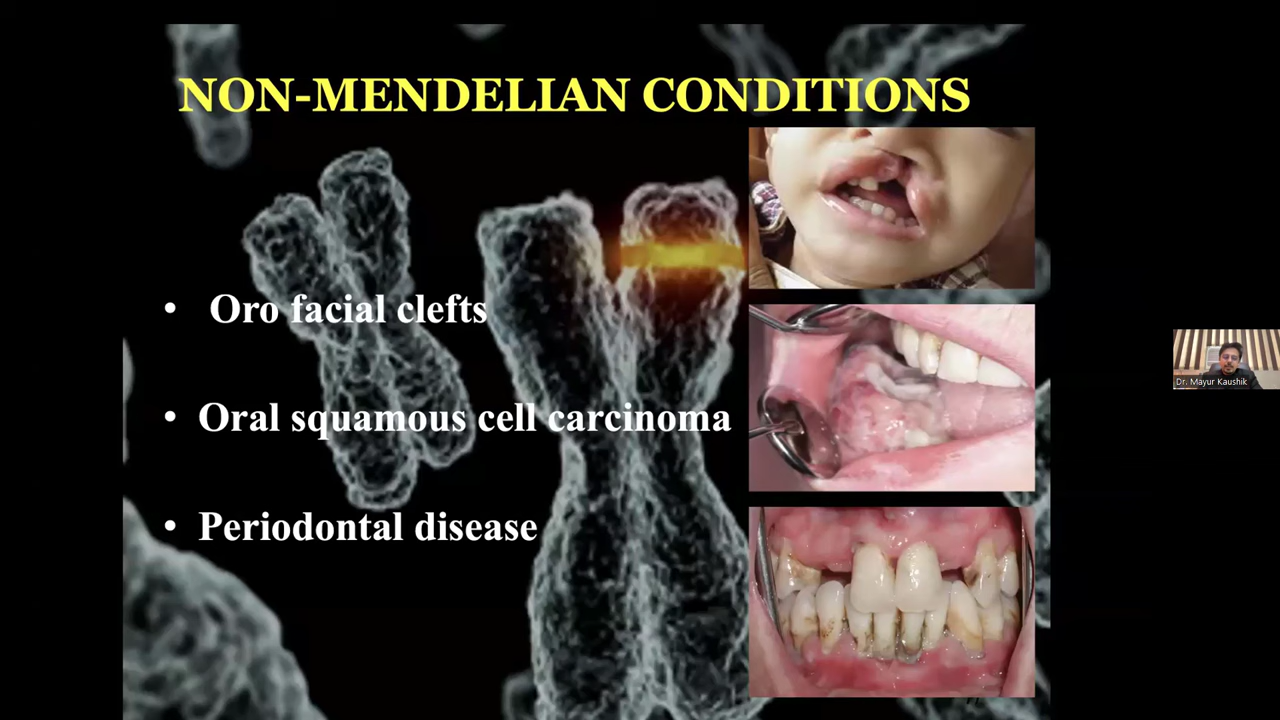 NON-MENDELIAN CONDITIONS
• Oro facial clefts
• Oral squamous cell carcinoma
• Periodontal disease
Dr. Mayur Kaushik